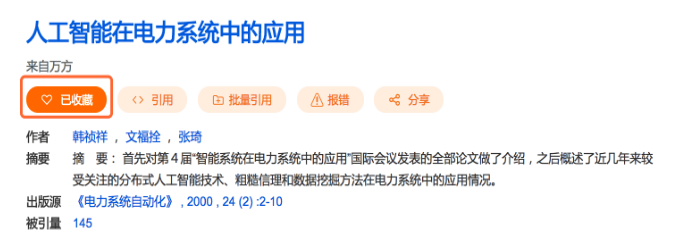 人工智能在电力系统中的应用
来自万方
已收藏 <> 引用 批量引用 报错 分享
作者 韩祯祥 ，文福拴 ，张琦
摘要 摘 要：首先对第4届“智能系统在电力系统中的应用”国际会议发表的全部论文做了介绍，之后概述了近几年来较
受关注的分布式人工智能技术、粗糙信理和数据挖掘方法在电力系统中的应用情况。
出版源 《电力系统自动化》 , 2000 , 24 (2) :2-10
被引量 145